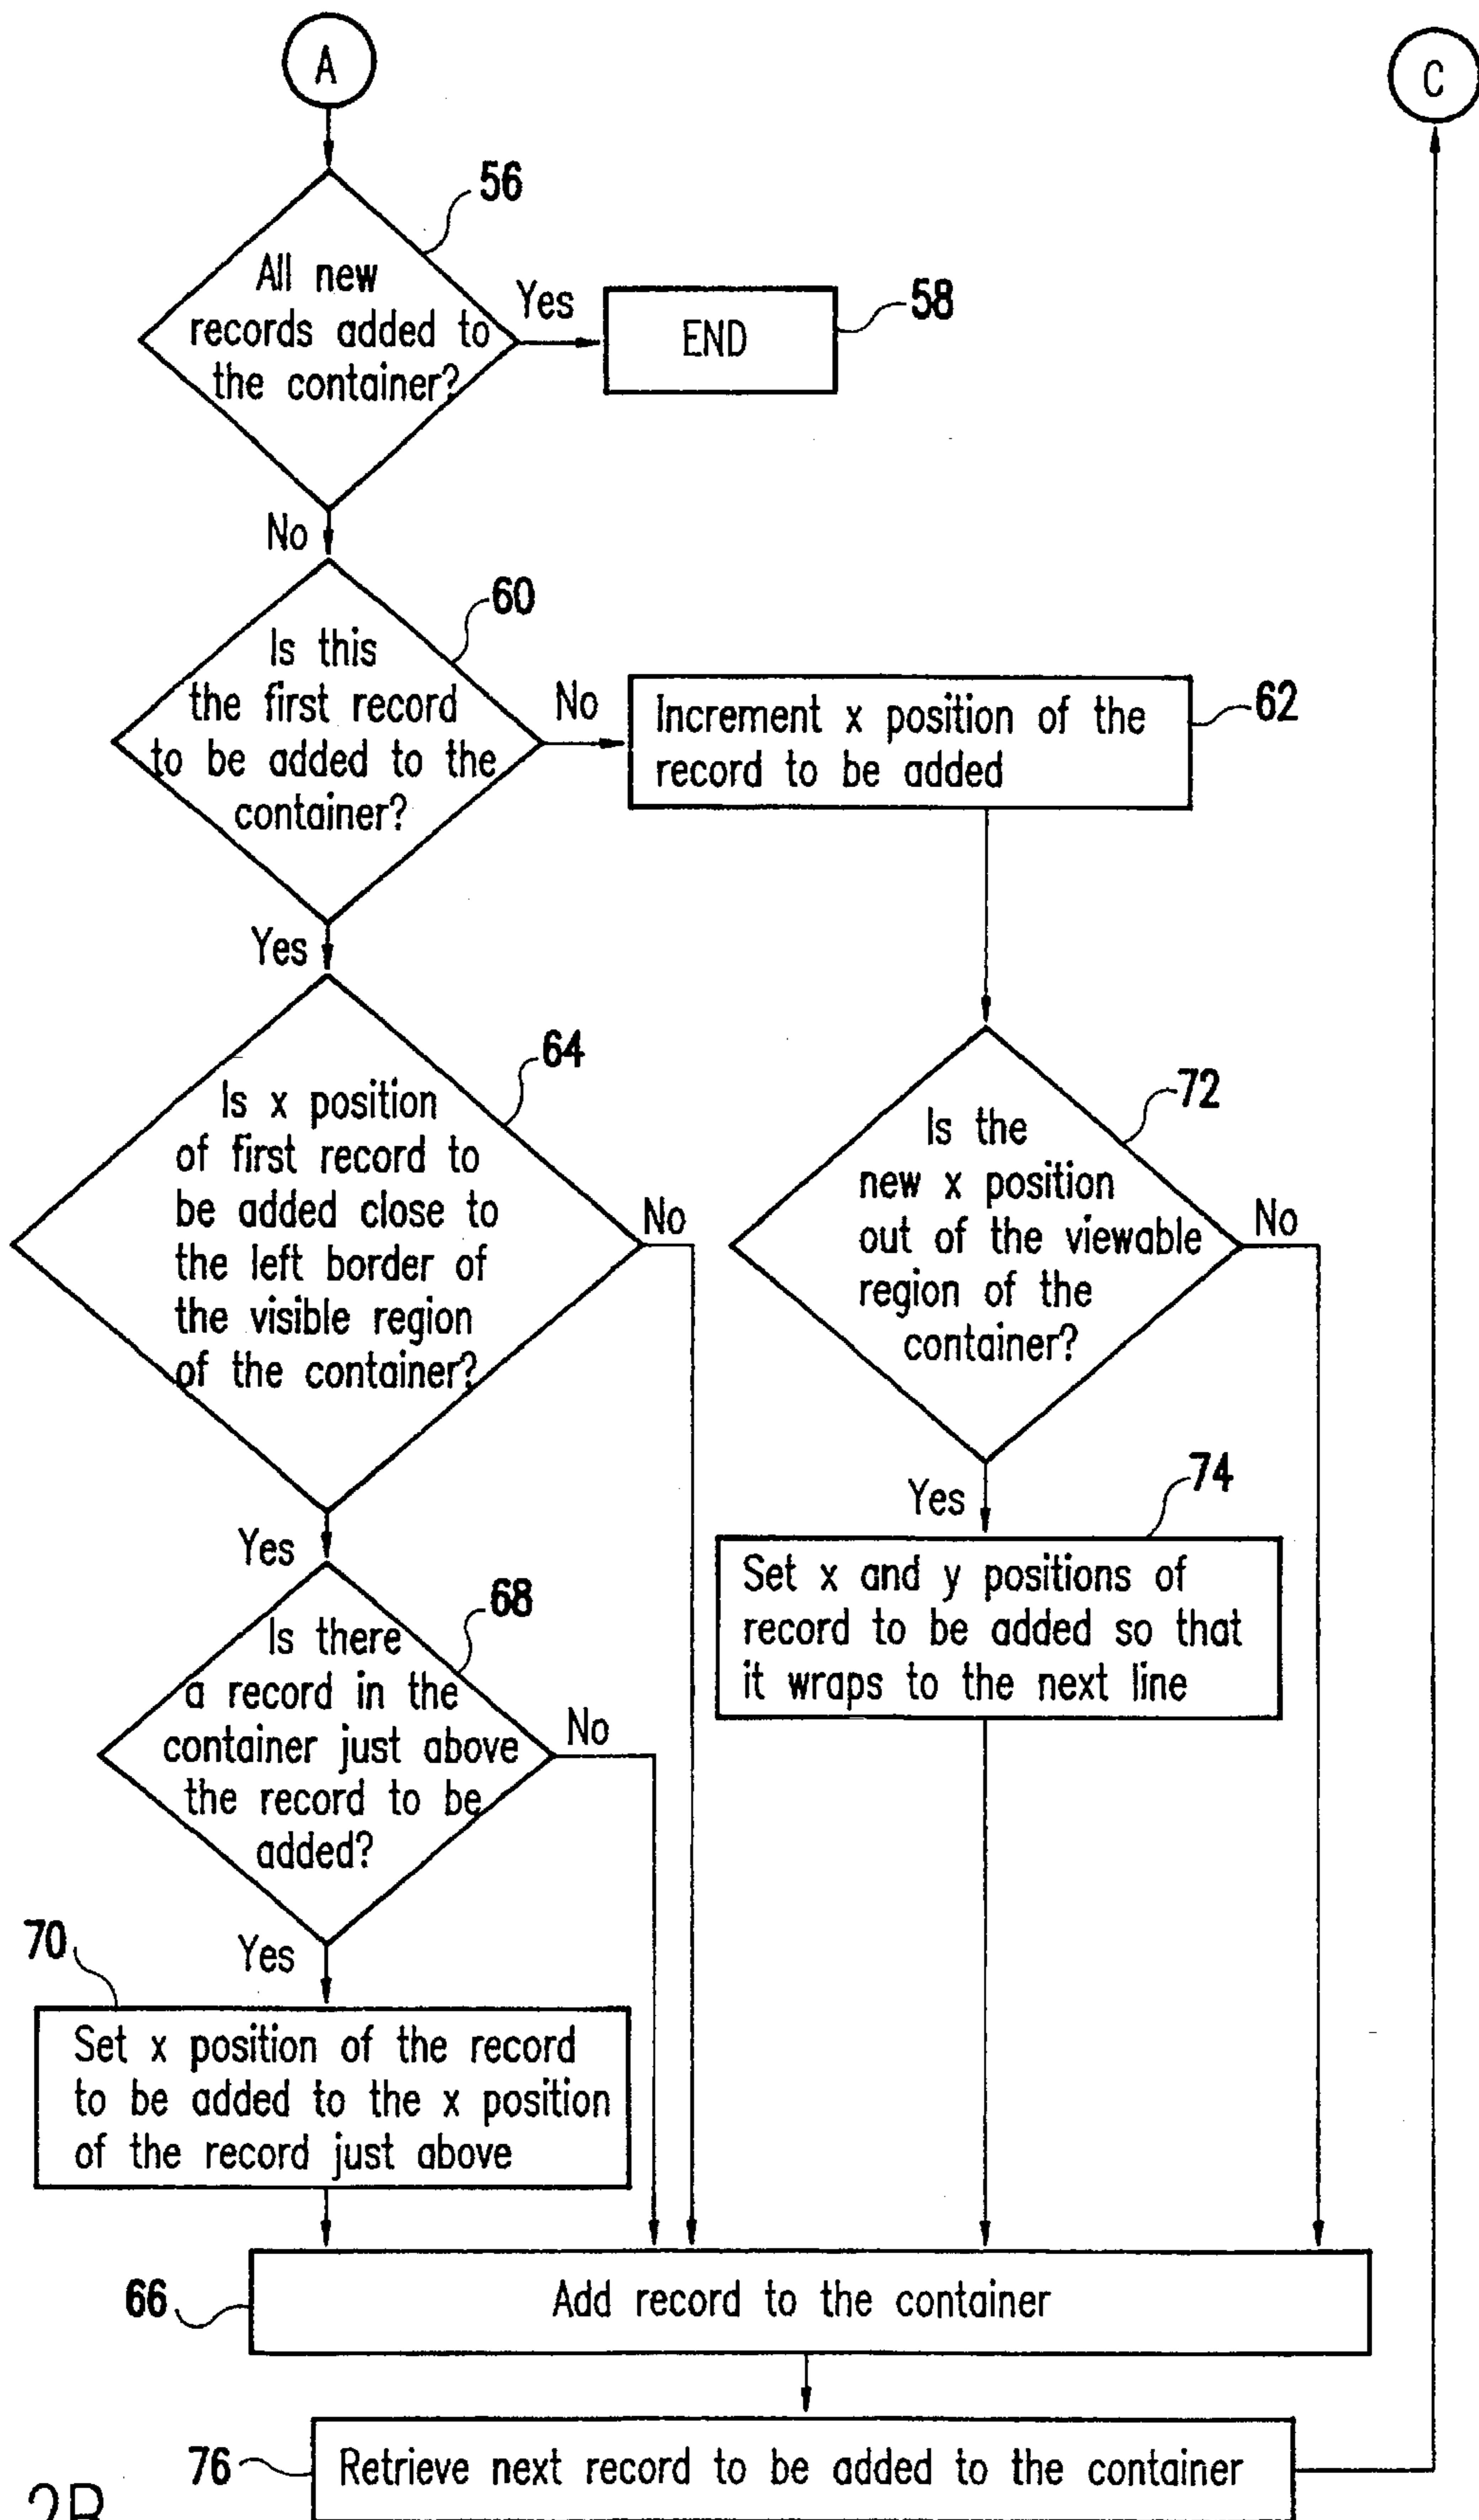 A
C
56
All new
records added to
the container?
Yes
END
58
No
60
Is this
the first record
to be added to the
container?
No
Increment x position of the
record to be added
62
Yes
64
Is x position
of first record to
be added close to
the left border of
the visible region
of the container?
No
72
Is the
new x position
out of the viewable
region of the
container?
No
Yes
74
Set x and y positions of
record to be added so that
it wraps to the next line
Yes
68
Is there
a record in the
container just above
the record to be
added?
No
70
Yes
Set x position of the record
to be added to the x position
of the record just above
66
Add record to the container
76
Retrieve next record to be added to the container
2B